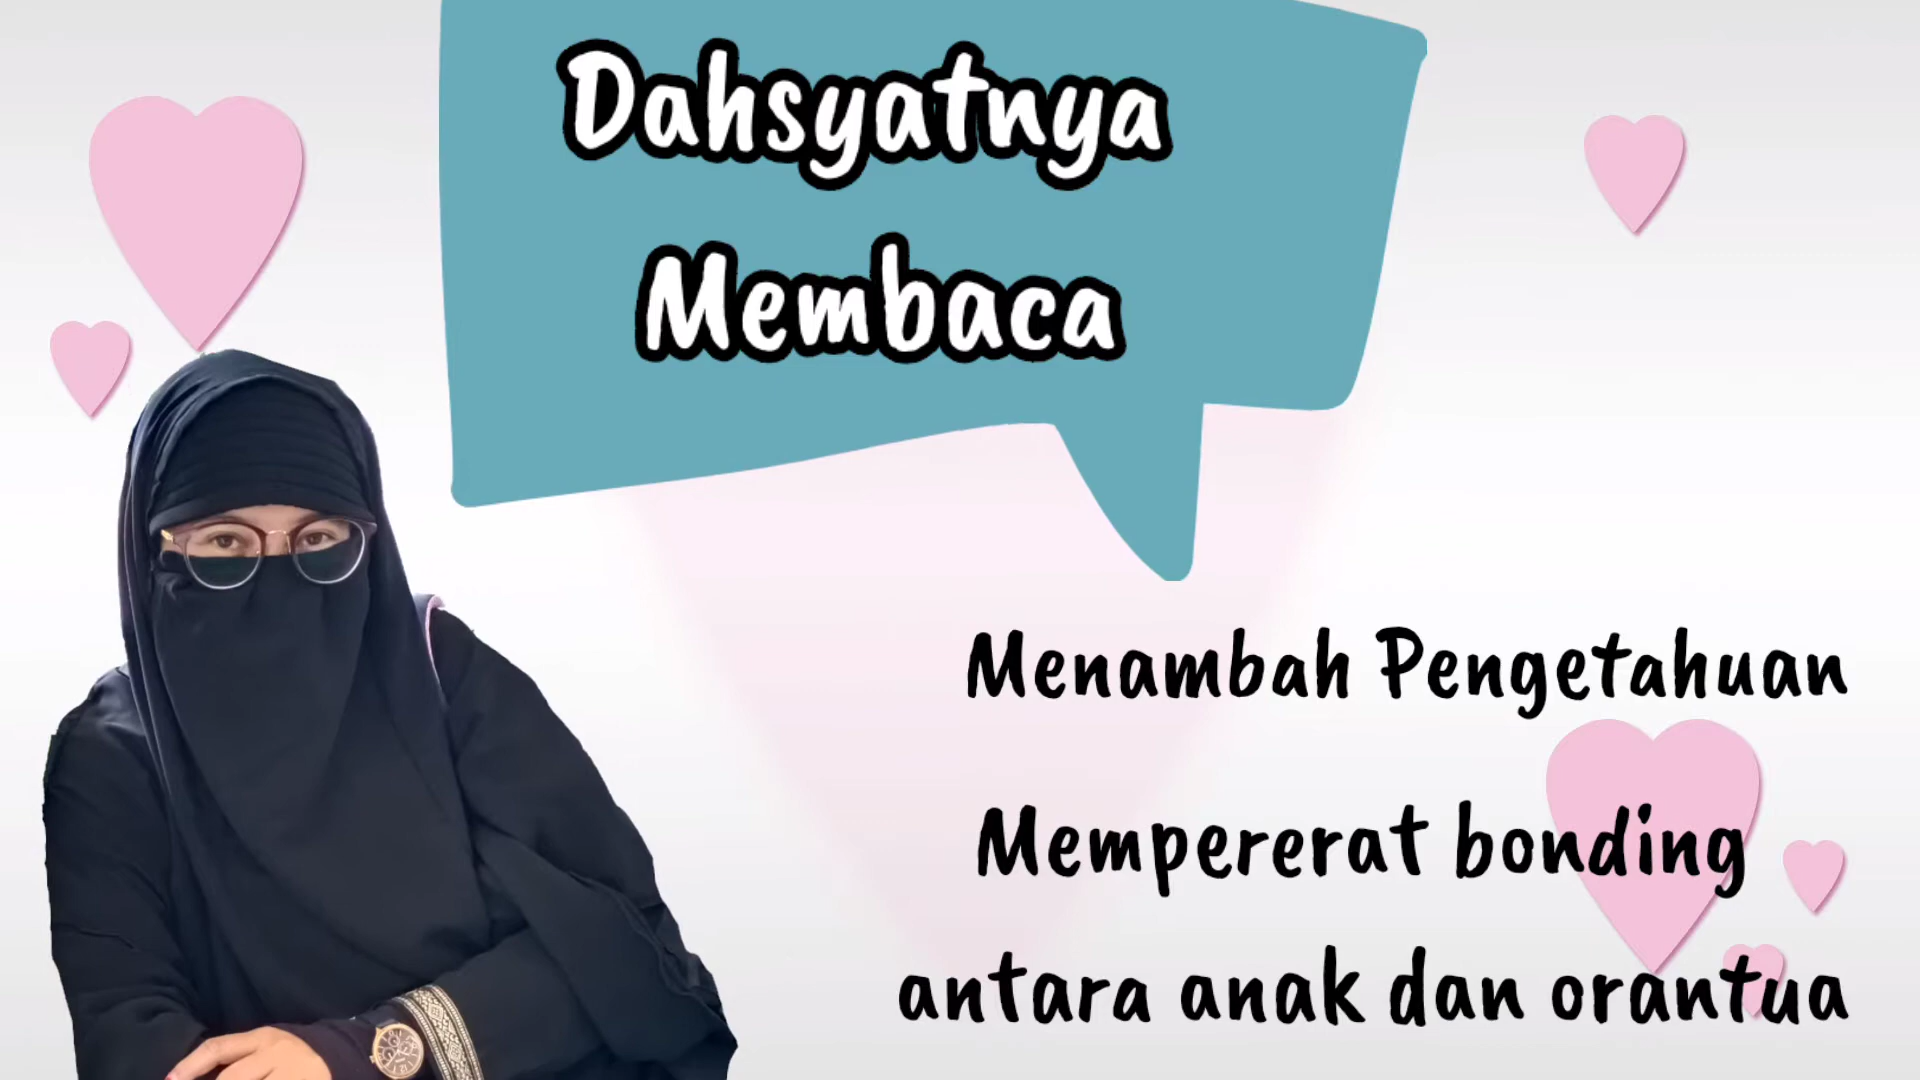 Dahsyatnya
Membaca
Menambah Pengetahuan
Mempererat bonding
antara anak dan orantua